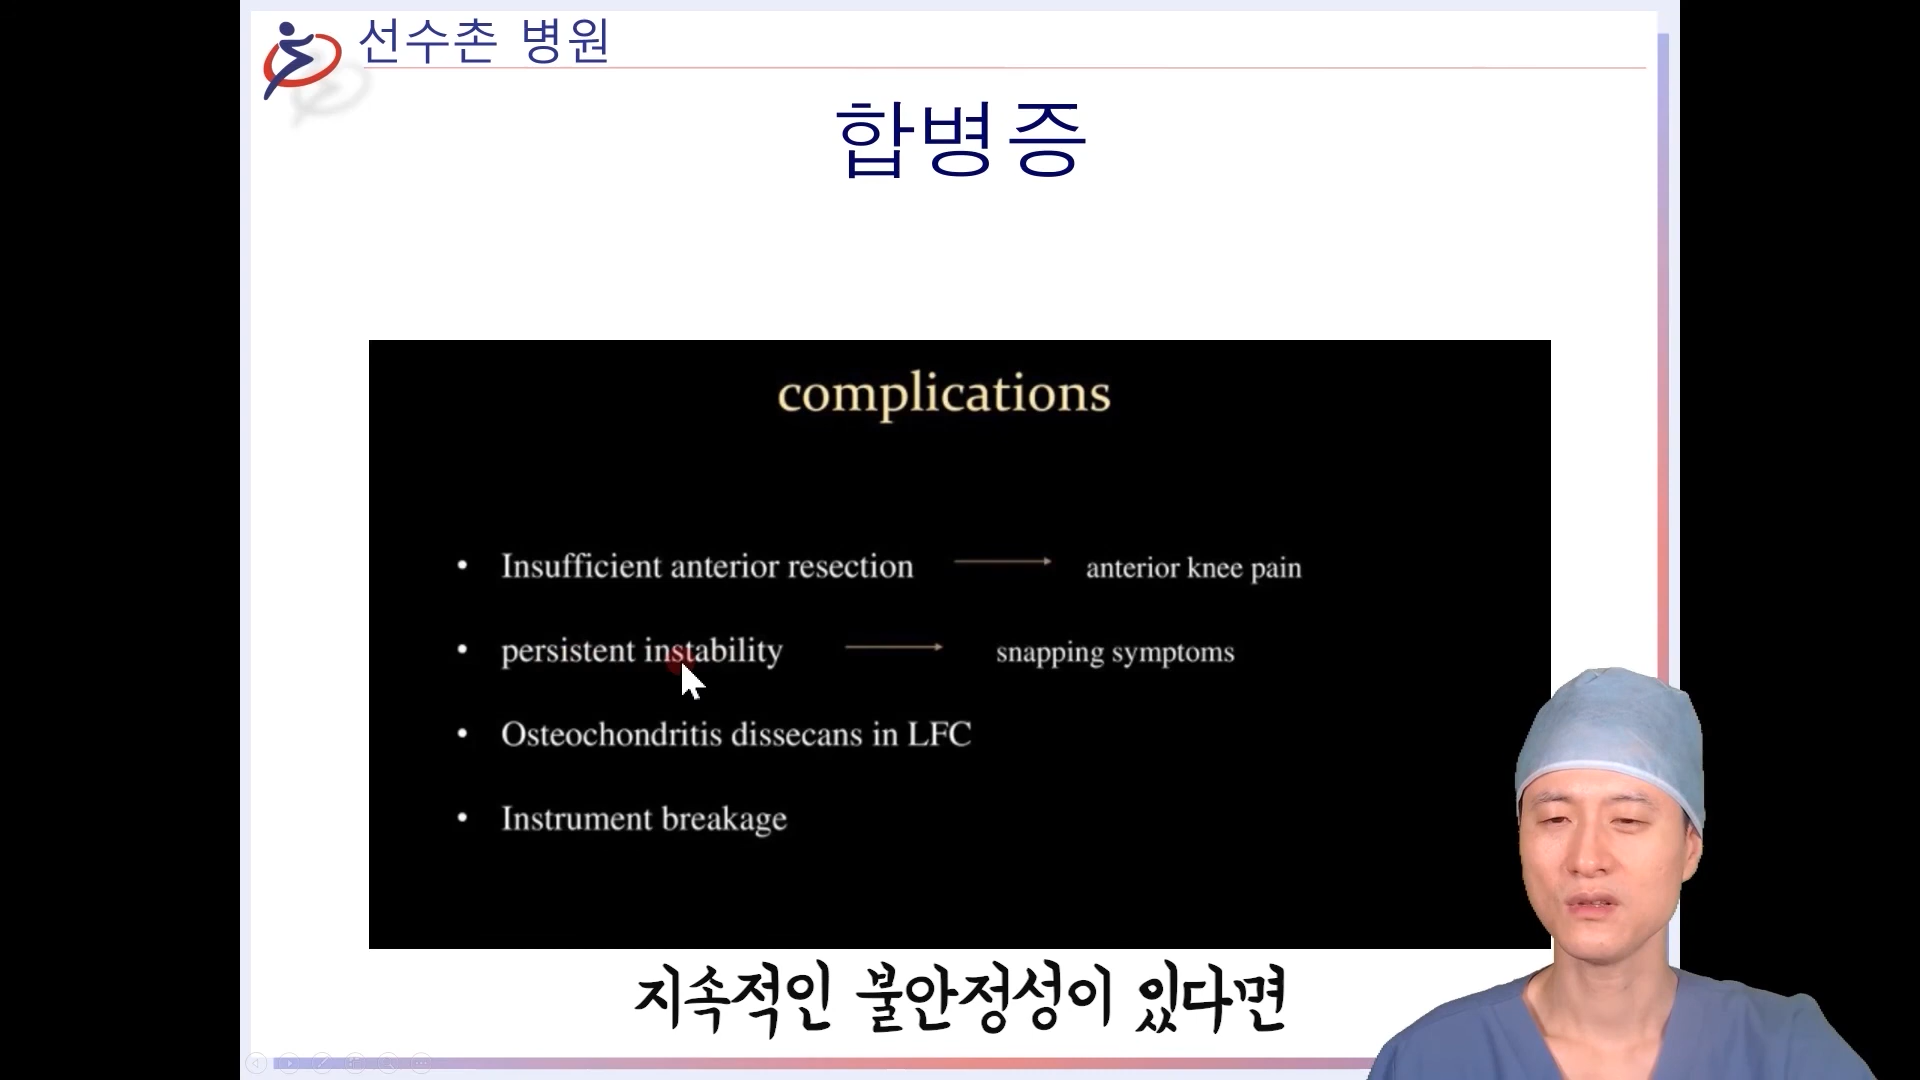 선수촌 병원
합병증
complications
• Insufficient anterior resection → anterior knee pain
• persistent instability → snapping symptoms
• Osteochondritis dissecans in LFC
• Instrument breakage
지속적인 불안정성이 있다면